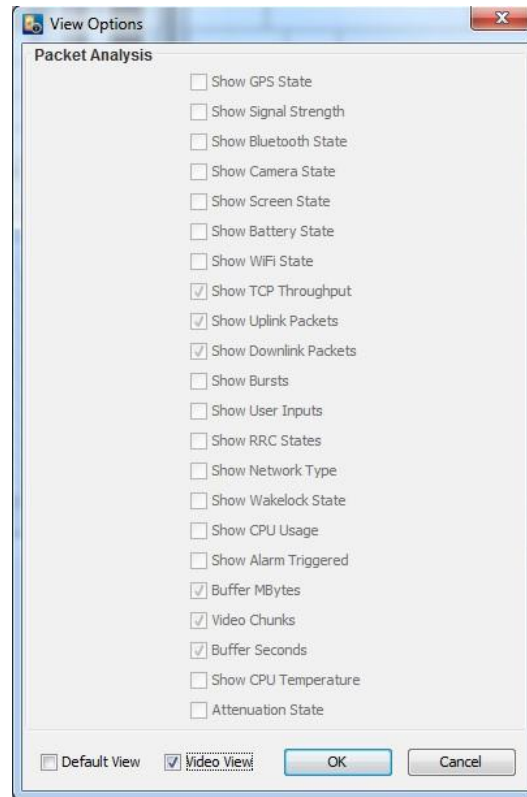 View Options
Packet Analysis
Show GPS State
Show Signal Strength
Show Bluetooth State
Show Camera State
Show Screen State
Show Battery State
Show WiFi State
Show TCP Throughput
Show Uplink Packets
Show Downlink Packets
Show Bursts
Show User Inputs
Show RRC States
Show Network Type
Show Wakelock State
Show CPU Usage
Show Alarm Triggered
Buffer MBytes
Video Chunks
Buffer Seconds
Show CPU Temperature
Attenuation State
Default View Video View OK Cancel